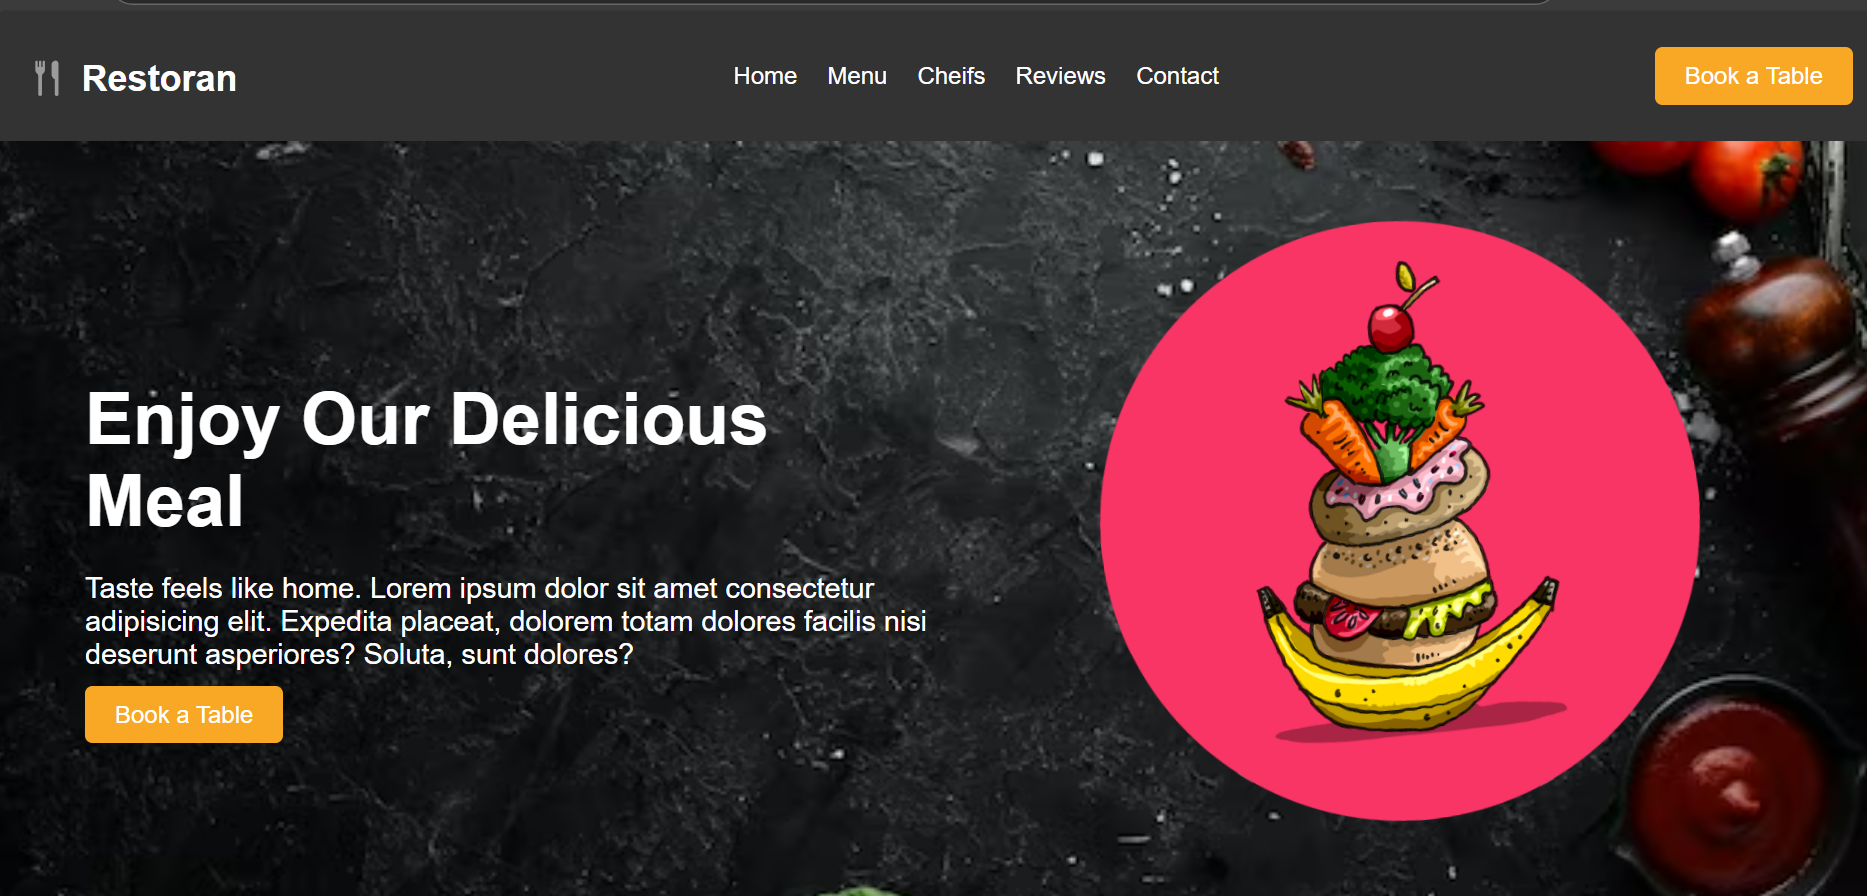 Restoran
Home Menu Cheifs Reviews Contact
Book a Table
Enjoy Our Delicious
Meal
Taste feels like home. Lorem ipsum dolor sit amet consectetur
adipisicing elit. Expedita placeat, dolorem totam dolores facilis nisi
deserunt asperiores? Soluta, sunt dolores?
Book a Table